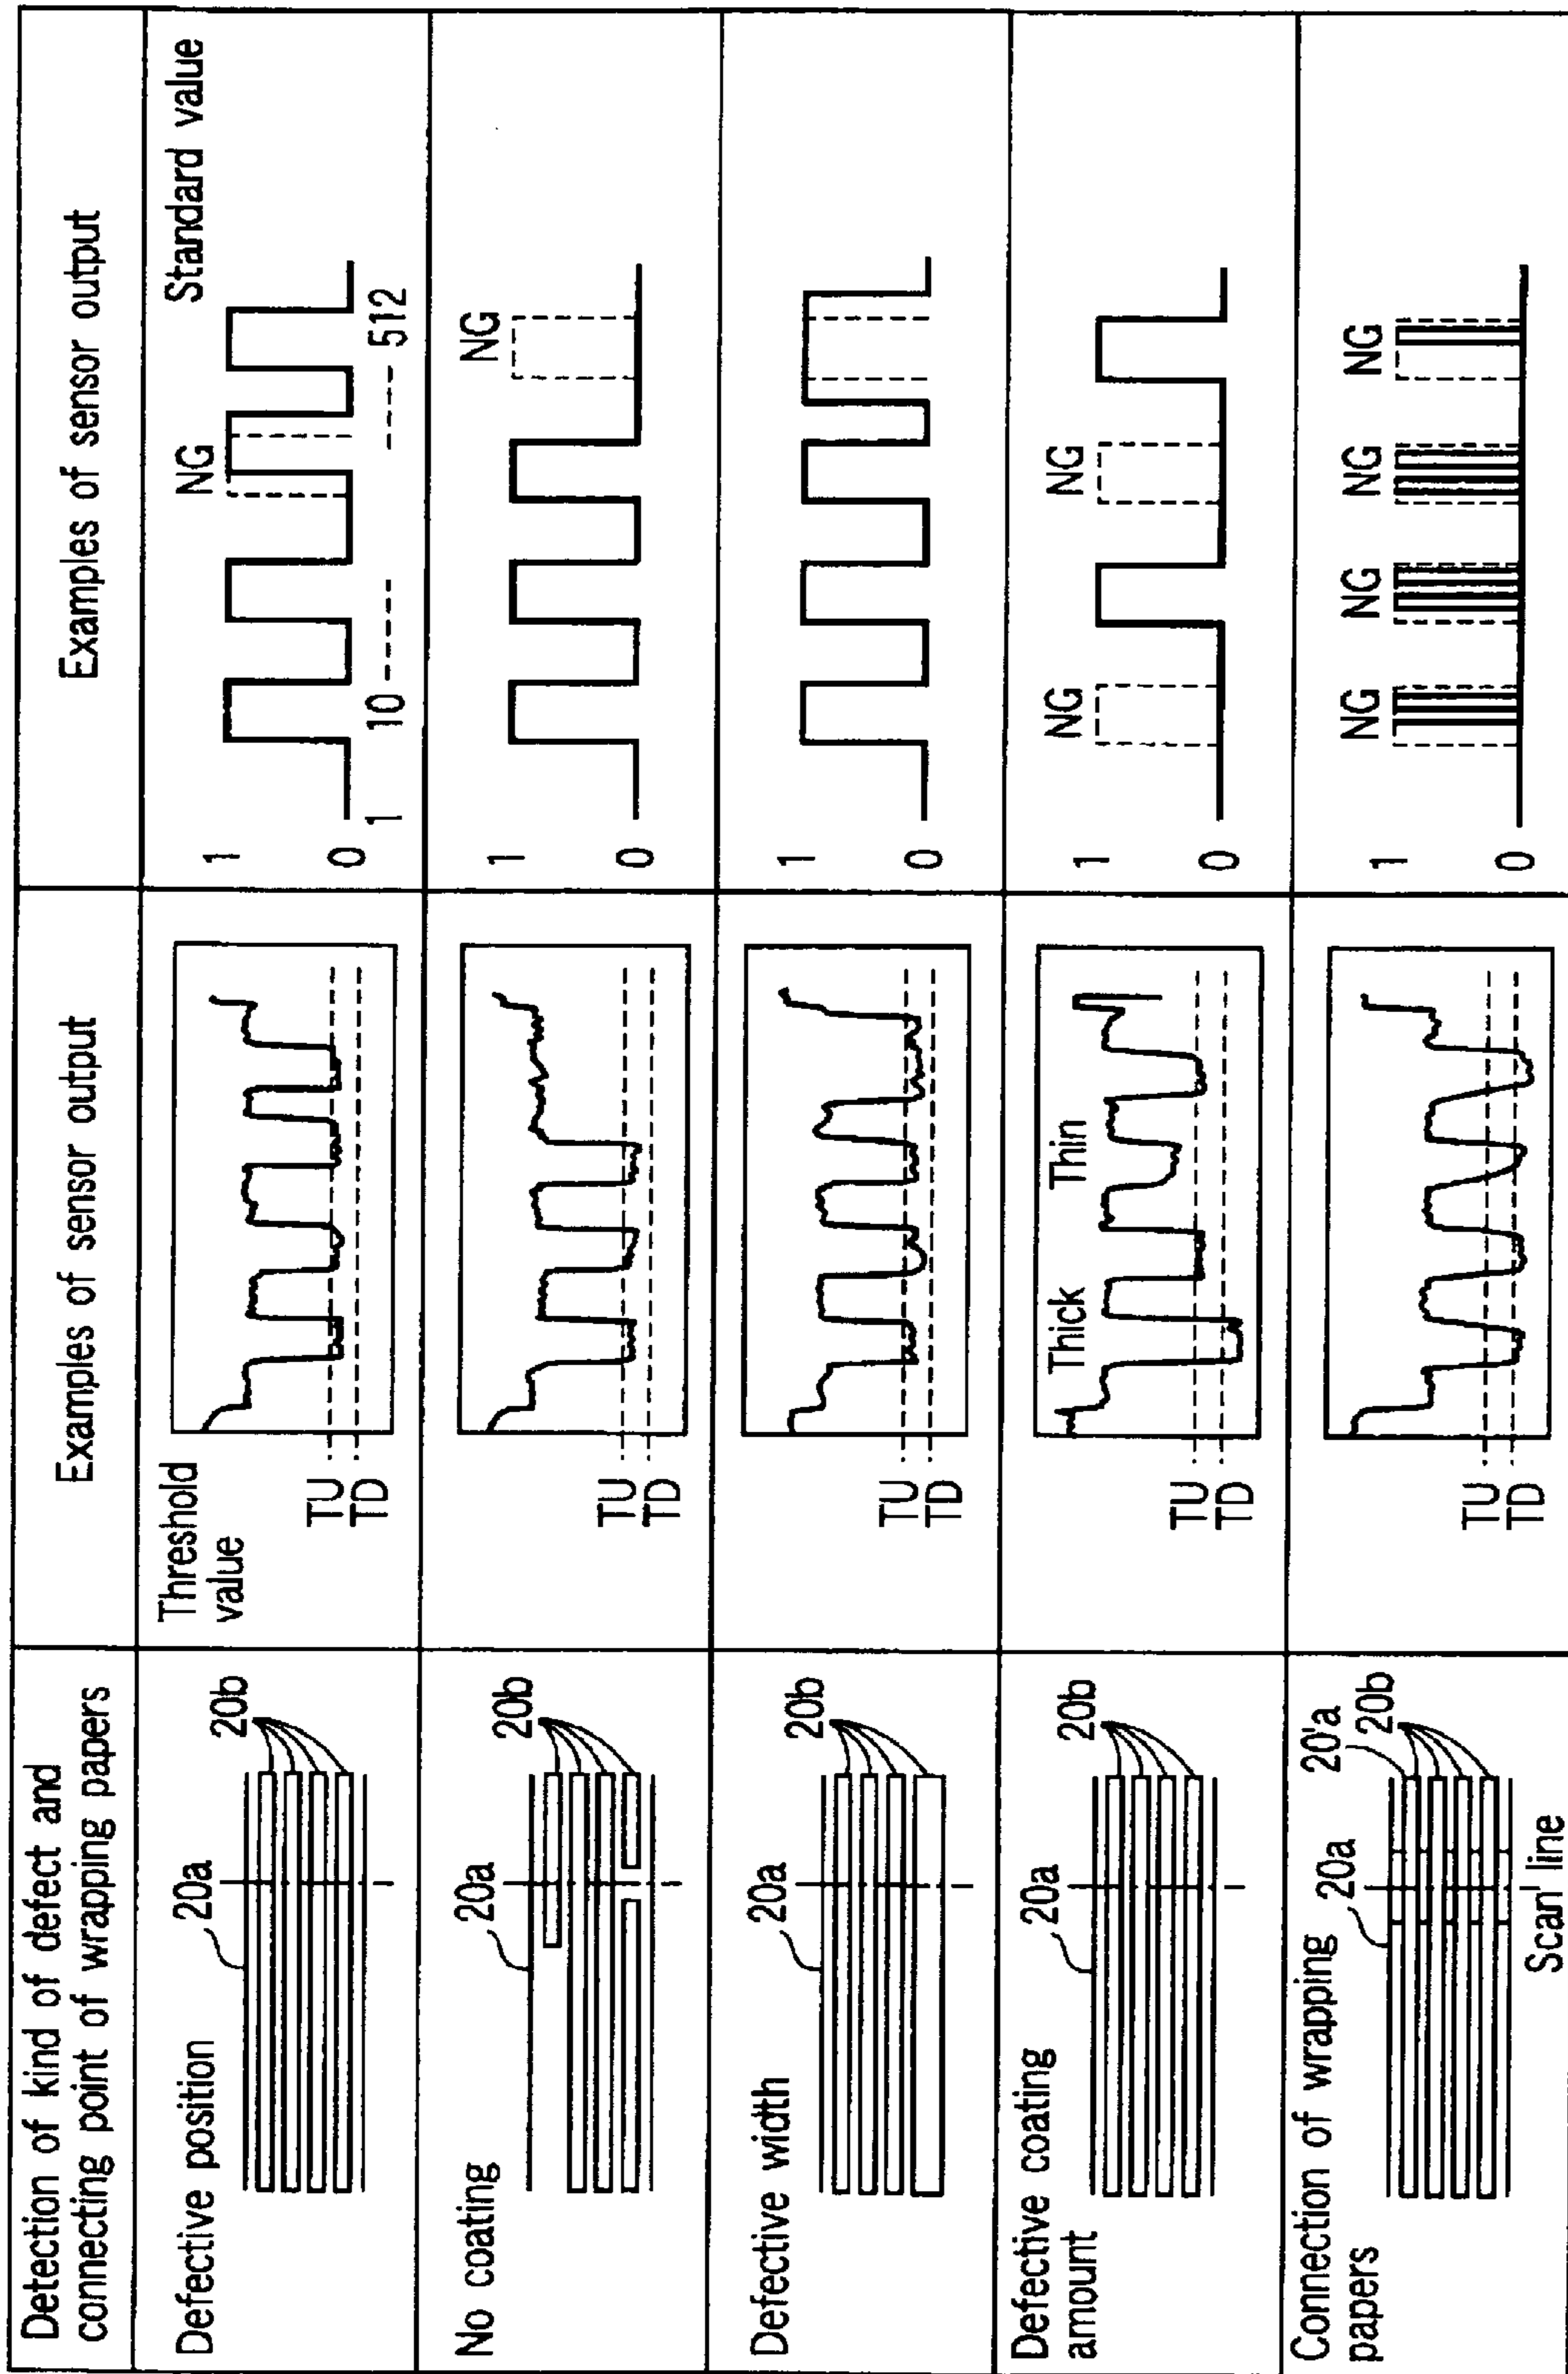 Detection of kind of defect and
connecting point of wrapping papers
Examples of sensor output
Examples of sensor output
Defective position
20a
20b
Threshold
value
TU
TD
1
0
NG
Standard value
1
10
512
No coating
20a
20b
TU
TD
1
0
NG
Defective width
20a
20b
TU
TD
1
0
Defective coating
amount
20a
20b
Thick
Thin
TU
TD
1
0
NG
NG
Connection of wrapping
papers
20a
20'a
20b
Scan line
TU
TD
1
0
NG
NG
NG
NG